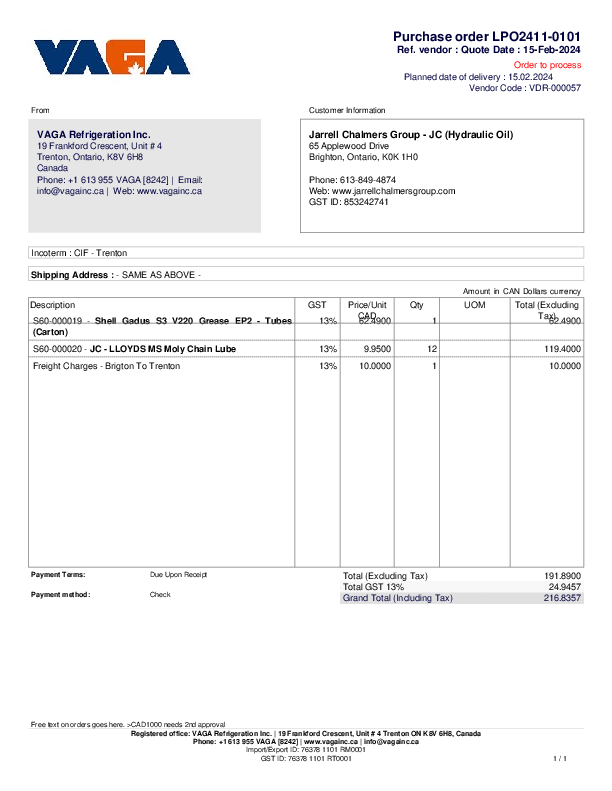 VAGA
Purchase order LPO2411-0101
Ref. vendor : Quote Date : 15-Feb-2024
Order to process
Planned date of delivery : 15.02.2024
Vendor Code : VDR-000057
From
Customer Information
VAGA Refrigeration Inc.
19 Frankford Crescent, Unit # 4
Trenton, Ontario, K8V 6H8
Canada
Phone: +1 613 955 VAGA [8242] | Email:
info@vagainc.ca | Web: www.vagainc.ca
Jarrell Chalmers Group - JC (Hydraulic Oil)
65 Applewood Drive
Brighton, Ontario, K0K 1H0
Phone: 613-849-4874
Web: www.jarrellchalmersgroup.com
GST ID: 853242741
Incoterm : CIF - Trenton
Shipping Address : - SAME AS ABOVE -
Amount in CAN Dollars currency
Description GST Price/Unit CAD Qty UOM Total (Excluding Tax)
S60-000019 - Shell Gadus S3 V220 Grease EP2 - Tubes (Carton) 13% 62.4900 1 62.4900
S60-000020 - JC - LLOYDS MS Moly Chain Lube 13% 9.9500 12 119.4000
Freight Charges - Brigton To Trenton 13% 10.0000 1 10.0000
Payment Terms: Due Upon Receipt
Payment method: Check
Total (Excluding Tax) 191.8900
Total GST 13% 24.9457
Grand Total (Including Tax) 216.8357
Free text on orders goes here. >CAD1000 needs 2nd approval
Registered office: VAGA Refrigeration Inc. | 19 Frankford Crescent, Unit # 4 Trenton ON K8V 6H8, Canada
Phone: +1 613 955 VAGA [8242] | www.vagainc.ca | info@vagainc.ca
Import/Export ID: 76378 1101 RM0001
GST ID: 76378 1101 RT0001
1 / 1